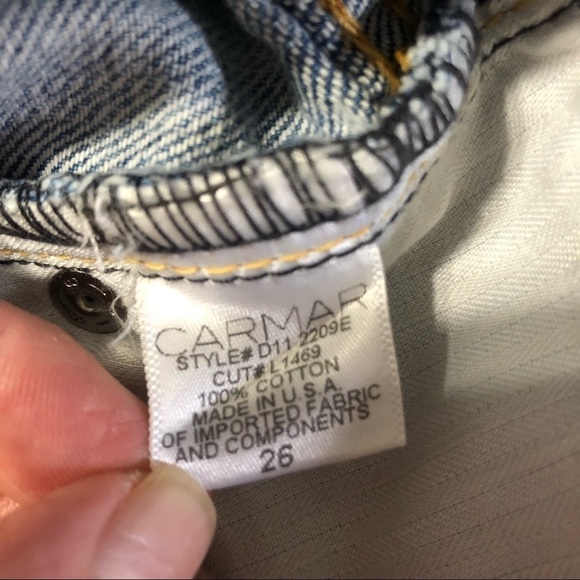 CARMAR
STYLE# D11 2209E
CUT# L1469
100% COTTON
MADE IN U.S.A.
OF IMPORTED FABRIC
AND COMPONENTS
26